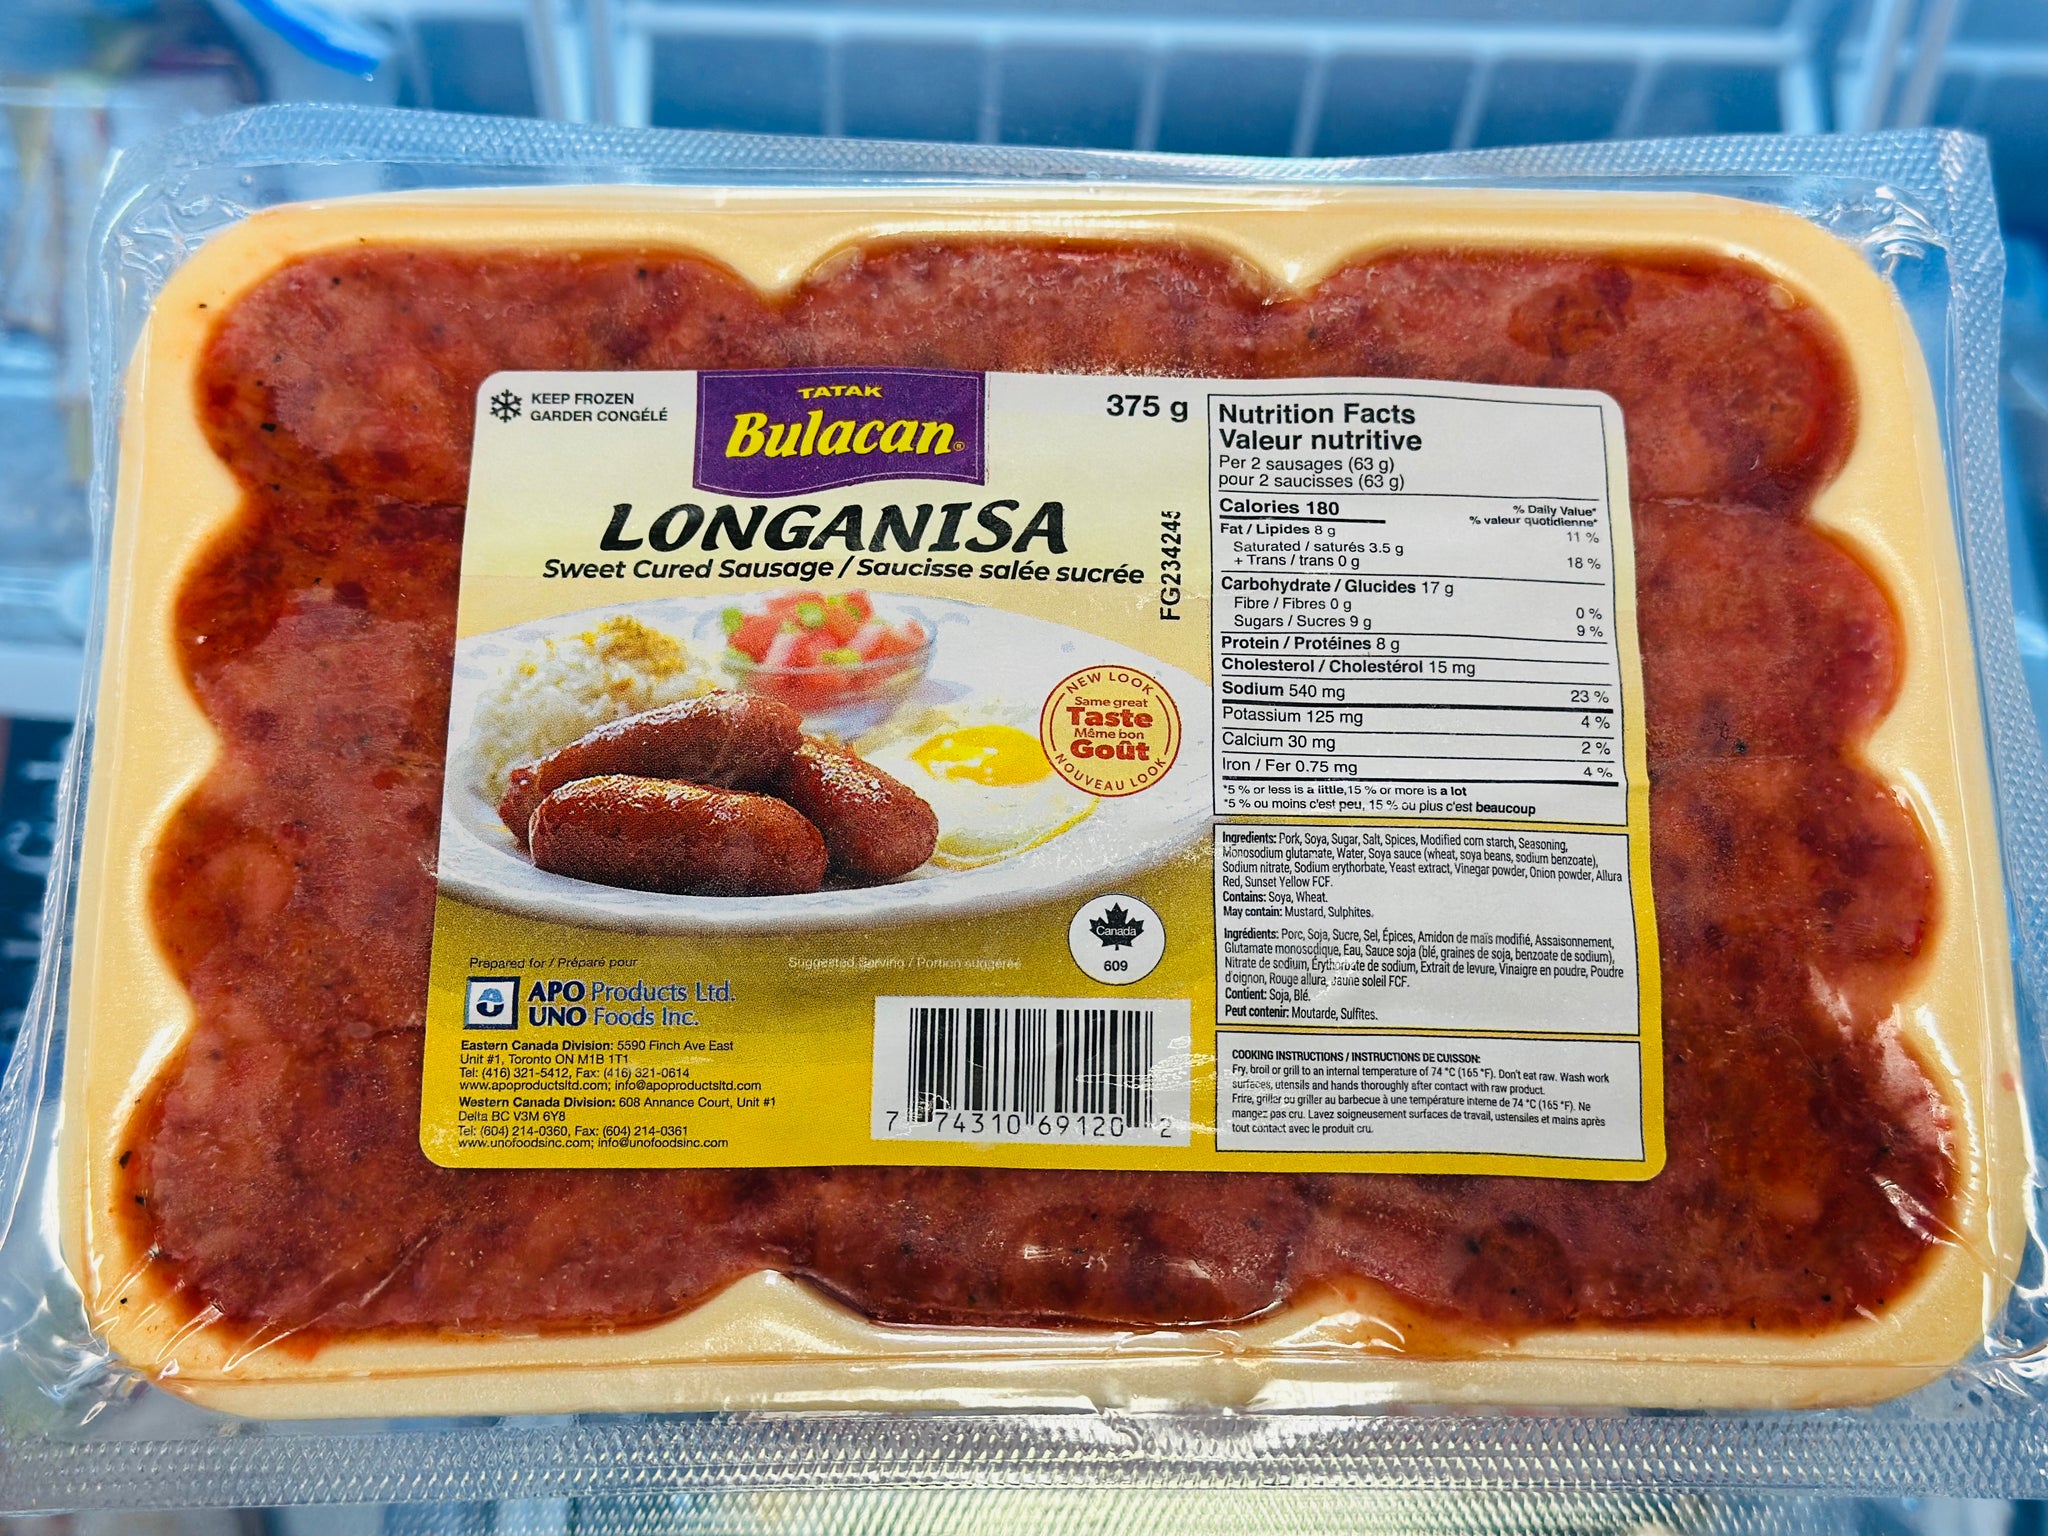 KEEP FROZEN
GARDER CONGÉLÉ
TATAK
Bulacan®
375 g
LONGANISA
Sweet Cured Sausage / Saucisse salée sucrée
FG234245
NEW LOOK
Same great
Taste
Même bon
Goût
NOUVEAU LOOK
Canada
609
Prepared for / Préparé pour
Suggested Serving / Portion suggérée
APO Products Ltd.
UNO Foods Inc.
Eastern Canada Division: 5590 Finch Ave East
Unit #1, Toronto ON M1B 1T1
Tel: (416) 321-5412, Fax: (416) 321-0614
www.apoproductsltd.com; info@apoproductsltd.com
Western Canada Division: 608 Annance Court, Unit #1
Delta BC V3M 6Y8
Tel: (604) 214-0360, Fax: (604) 214-0361
www.unofoodsinc.com; info@unofoodsinc.com
7 74310 69120 2
Nutrition Facts
Valeur nutritive
Per 2 sausages (63 g)
pour 2 saucisses (63 g)
Calories 180
% Daily Value*
% valeur quotidienne*
Fat / Lipides 8 g 11 %
Saturated / saturés 3.5 g
+ Trans / trans 0 g 18 %
Carbohydrate / Glucides 17 g
Fibre / Fibres 0 g 0 %
Sugars / Sucres 9 g 9 %
Protein / Protéines 8 g
Cholesterol / Cholestérol 15 mg
Sodium 540 mg 23 %
Potassium 125 mg 4 %
Calcium 30 mg 2 %
Iron / Fer 0.75 mg 4 %
*5 % or less is a little, 15 % or more is a lot
*5 % ou moins c'est peu, 15 % ou plus c'est beaucoup
Ingredients: Pork, Soya, Sugar, Salt, Spices, Modified corn starch, Seasoning,
Monosodium glutamate, Water, Soya sauce (wheat, soya beans, sodium benzoate),
Sodium nitrate, Sodium erythorbate, Yeast extract, Vinegar powder, Onion powder, Allura
Red, Sunset Yellow FCF.
Contains: Soya, Wheat.
May contain: Mustard, Sulphites.
Ingrédients: Porc, Soja, Sucre, Sel, Épices, Amidon de maïs modifié, Assaisonnement,
Glutamate monosodique, Eau, Sauce soja (blé, graines de soja, benzoate de sodium),
Nitrate de sodium, Érythorbate de sodium, Extrait de levure, Vinaigre en poudre, Poudre
d'oignon, Rouge allura, Jaune soleil FCF.
Contient: Soja, Blé.
Peut contenir: Moutarde, Sulfites.
COOKING INSTRUCTIONS / INSTRUCTIONS DE CUISSON:
Fry, broil or grill to an internal temperature of 74 °C (165 °F). Don't eat raw. Wash work
surfaces, utensils and hands thoroughly after contact with raw product.
Frire, griller ou griller au barbecue à une température interne de 74 °C (165 °F). Ne
mangez pas cru. Lavez soigneusement surfaces de travail, ustensiles et mains après
tout contact avec le produit cru.